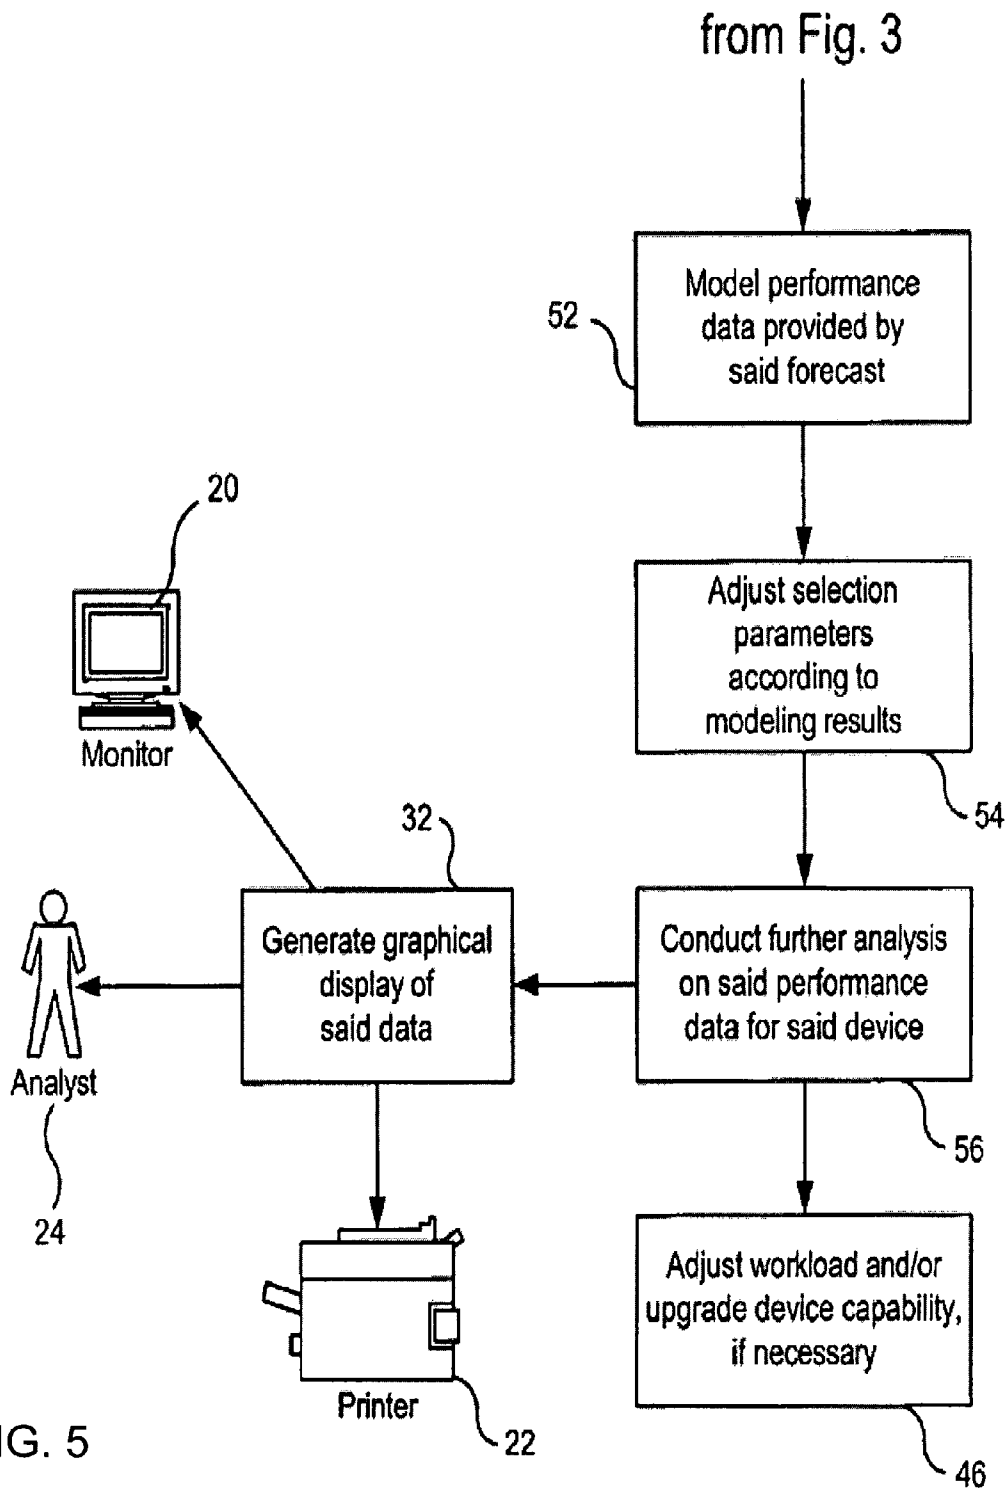 from Fig. 3
Model performance
data provided by
said forecast
52
Adjust selection
parameters
according to
modeling results
54
20
Monitor
32
Generate graphical
display of
said data
Conduct further analysis
on said performance
data for said device
56
Analyst
24
Printer
22
Adjust workload and/or
upgrade device capability,
if necessary
46
IG. 5